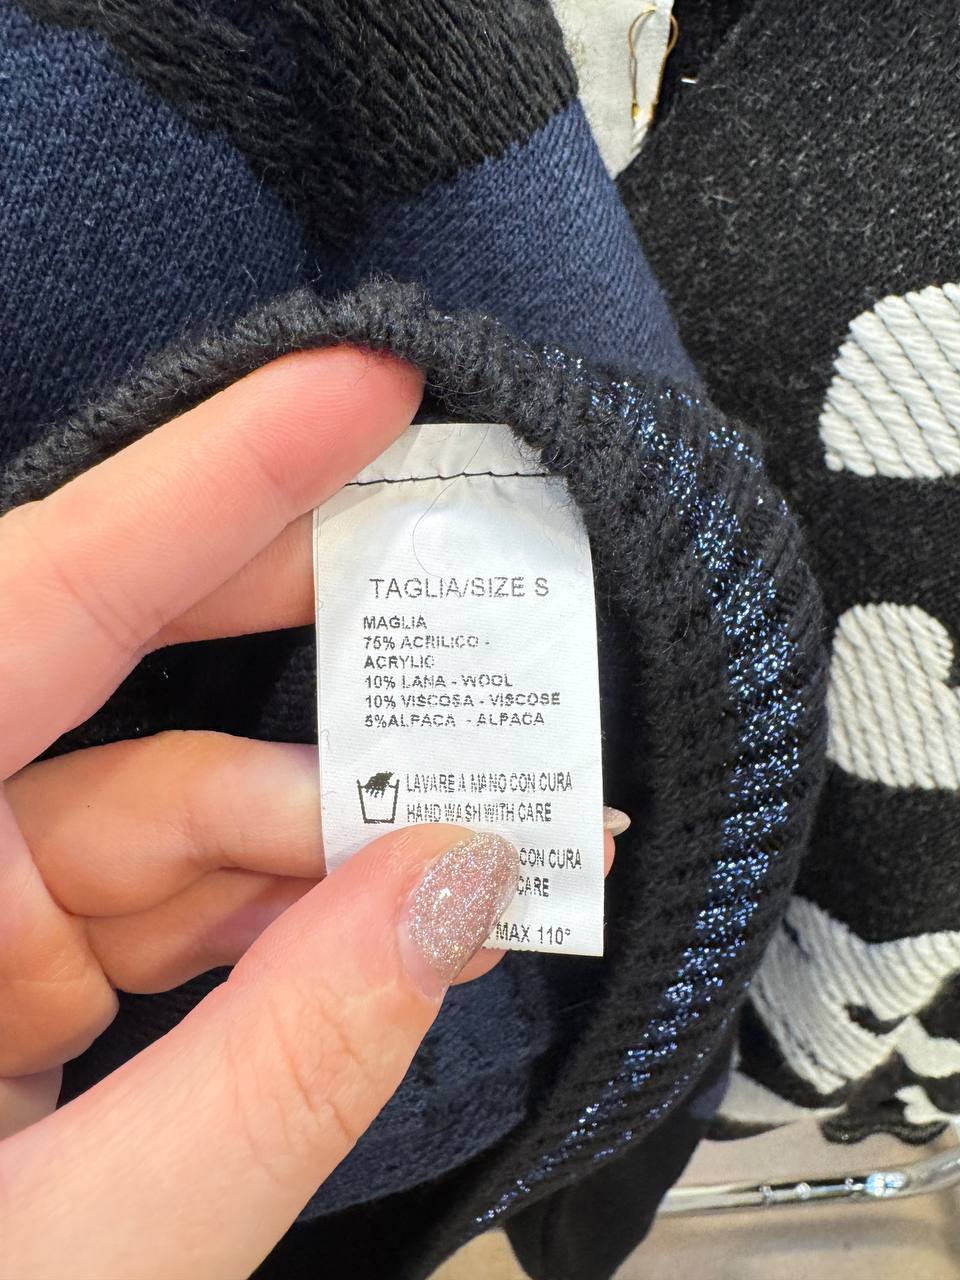 TAGLIA/SIZE S
MAGLIA
75% ACRILICO -
ACRYLIC
10% LANA - WOOL
10% VISCOSA - VISCOSE
5%ALPACA - ALPACA
LAVARE A MANO CON CURA
HAND WASH WITH CARE
CON CURA
CARE
MAX 110°